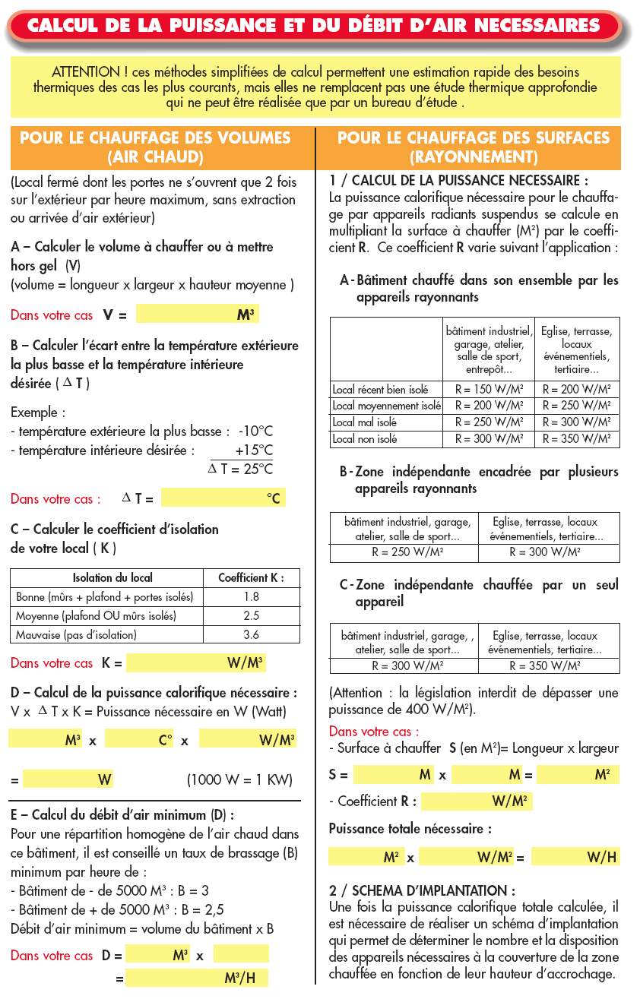 CALCUL DE LA PUISSANCE ET DU DÉBIT D'AIR NECESSAIRES
ATTENTION ! ces méthodes simplifiées de calcul permettent une estimation rapide des besoins
thermiques des cas les plus courants, mais elles ne remplacent pas une étude thermique approfondie
qui ne peut être réalisée que par un bureau d'étude .
POUR LE CHAUFFAGE DES VOLUMES
(AIR CHAUD)
(Local fermé dont les portes ne s'ouvrent que 2 fois
sur l'extérieur par heure maximum, sans extraction
ou arrivée d'air extérieur)
A – Calculer le volume à chauffer ou à mettre
hors gel (V)
(volume = longueur x largeur x hauteur moyenne )
Dans votre cas V = M³
B – Calculer l'écart entre la température extérieure
la plus basse et la température intérieure
désirée ( Δ T )
Exemple :
- température extérieure la plus basse : -10°C
- température intérieure désirée : +15°C
Δ T = 25°C
Dans votre cas : Δ T = °C
C – Calculer le coefficient d'isolation
de votre local ( K )
Isolation du local Coefficient K :
Bonne (mûrs + plafond + portes isolés) 1.8
Moyenne (plafond OU mûrs isolés) 2.5
Mauvaise (pas d'isolation) 3.6
Dans votre cas K = W/M³
D – Calcul de la puissance calorifique nécessaire :
V x Δ T x K = Puissance nécessaire en W (Watt)
M³ x C° x W/M³
= W (1000 W = 1 KW)
E – Calcul du débit d'air minimum (D) :
Pour une répartition homogène de l'air chaud dans
ce bâtiment, il est conseillé un taux de brassage (B)
minimum par heure de :
- Bâtiment de - de 5000 M³ : B = 3
- Bâtiment de + de 5000 M³ : B = 2,5
Débit d'air minimum = volume du bâtiment x B
Dans votre cas D = M³ x
= M³/H
POUR LE CHAUFFAGE DES SURFACES
(RAYONNEMENT)
1 / CALCUL DE LA PUISSANCE NECESSAIRE :
La puissance calorifique nécessaire pour le chauffa-
ge par appareils radiants suspendus se calcule en
multipliant la surface à chauffer (M²) par le coeffi-
cient R. Ce coefficient R varie suivant l'application :
A - Bâtiment chauffé dans son ensemble par les
appareils rayonnants
bâtiment industriel, Eglise, terrasse,
garage, atelier, locaux
salle de sport, événementiels,
entrepôt... tertiaire...
Local récent bien isolé R = 150 W/M² R = 200 W/M²
Local moyennement isolé R = 200 W/M² R = 250 W/M²
Local mal isolé R = 250 W/M² R = 300 W/M²
Local non isolé R = 300 W/M² R = 350 W/M²
B - Zone indépendante encadrée par plusieurs
appareils rayonnants
bâtiment industriel, garage, Eglise, terrasse, locaux
atelier, salle de sport... événementiels, tertiaire...
R = 250 W/M² R = 300 W/M²
C - Zone indépendante chauffée par un seul
appareil
bâtiment industriel, garage, , Eglise, terrasse, locaux
atelier, salle de sport... événementiels, tertiaire...
R = 300 W/M² R = 350 W/M²
(Attention : la législation interdit de dépasser une
puissance de 400 W/M²).
Dans votre cas :
- Surface à chauffer S (en M²)= Longueur x largeur
S = M x M = M²
- Coefficient R : W/M²
Puissance totale nécessaire :
M² x W/M² = W/H
2 / SCHEMA D'IMPLANTATION :
Une fois la puissance calorifique totale calculée, il
est nécessaire de réaliser un schéma d'implantation
qui permet de déterminer le nombre et la disposition
des appareils nécessaires à la couverture de la zone
chauffée en fonction de leur hauteur d'accrochage.